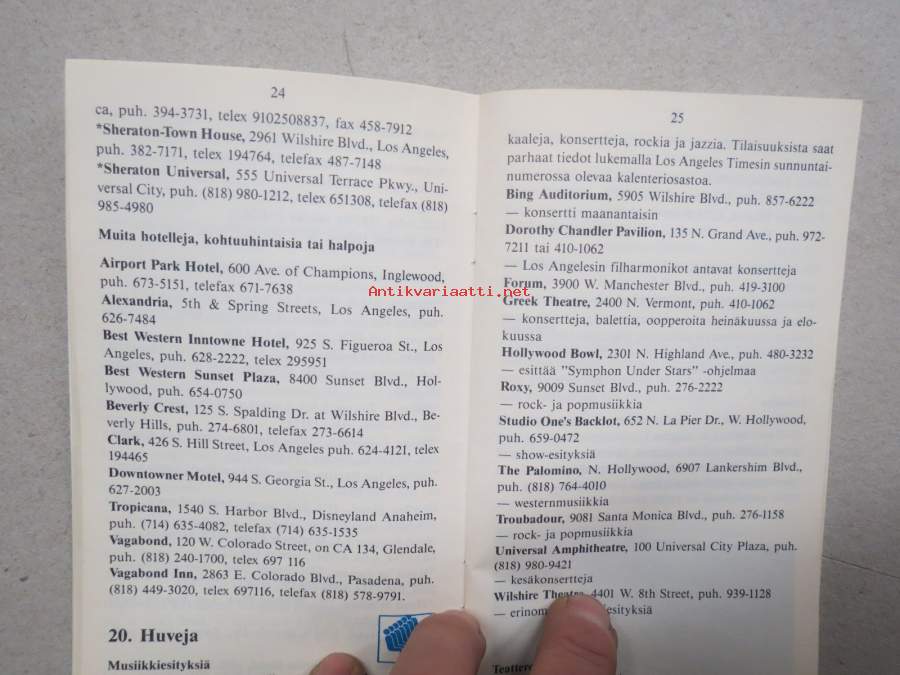 24
ca, puh. 394-3731, telex 9102508837, fax 458-7912
*Sheraton-Town House, 2961 Wilshire Blvd., Los Angeles,
puh. 382-7171, telex 194764, telefax 487-7148
*Sheraton Universal, 555 Universal Terrace Pkwy., Uni-
versal City, puh. (818) 980-1212, telex 651308, telefax (818)
985-4980
Muita hotelleja, kohtuuhintaisia tai halpoja
Airport Park Hotel, 600 Ave. of Champions, Inglewood,
puh. 673-5151, telefax 671-7638
Alexandria, 5th & Spring Streets, Los Angeles, puh.
626-7484
Best Western Inntowne Hotel, 925 S. Figueroa St., Los
Angeles, puh. 628-2222, telex 295951
Best Western Sunset Plaza, 8400 Sunset Blvd., Hol-
lywood, puh. 654-0750
Beverly Crest, 125 S. Spalding Dr. at Wilshire Blvd., Be-
verly Hills, puh. 274-6801, telefax 273-6614
Clark, 426 S. Hill Street, Los Angeles puh. 624-4121, telex
194465
Downtowner Motel, 944 S. Georgia St., Los Angeles, puh.
627-2003
Tropicana, 1540 S. Harbor Blvd., Disneyland Anaheim,
puh. (714) 635-4082, telefax (714) 635-1535
Vagabond, 120 W. Colorado Street, on CA 134, Glendale,
puh. (818) 240-1700, telex 697 116
Vagabond Inn, 2863 E. Colorado Blvd., Pasadena, puh.
(818) 449-3020, telex 697116, telefax (818) 578-9791.
20. Huveja
Musiikkiesityksiä
25
kaaleja, konsertteja, rockia ja jazzia. Tilaisuuksista saat
parhaat tiedot lukemalla Los Angeles Timesin sunnuntai-
numerossa olevaa kalenteriosastoa.
Bing Auditorium, 5905 Wilshire Blvd., puh. 857-6222
— konsertti maanantaisin
Dorothy Chandler Pavilion, 135 N. Grand Ave., puh. 972-
7211 tai 410-1062
— Los Angelesin filharmonikot antavat konsertteja
Forum, 3900 W. Manchester Blvd., puh. 419-3100
Greek Theatre, 2400 N. Vermont, puh. 410-1062
— konsertteja, balettia, oopperoita heinäkuussa ja elo-
kuussa
Hollywood Bowl, 2301 N. Highland Ave., puh. 480-3232
— esittää "Symphon Under Stars" -ohjelmaa
Roxy, 9009 Sunset Blvd., puh. 276-2222
— rock- ja popmusiikkia
Studio One's Backlot, 652 N. La Pier Dr., W. Hollywood,
puh. 659-0472
— show-esityksiä
The Palomino, N. Hollywood, 6907 Lankershim Blvd.,
puh. (818) 764-4010
— westernmusiikkia
Troubadour, 9081 Santa Monica Blvd., puh. 276-1158
— rock- ja popmusiikkia
Universal Amphitheatre, 100 Universal City Plaza, puh.
(818) 980-9421
— kesäkonsertteja
Wilshire Theatre, 4401 W. 8th Street, puh. 939-1128
Antikvariaatti.net